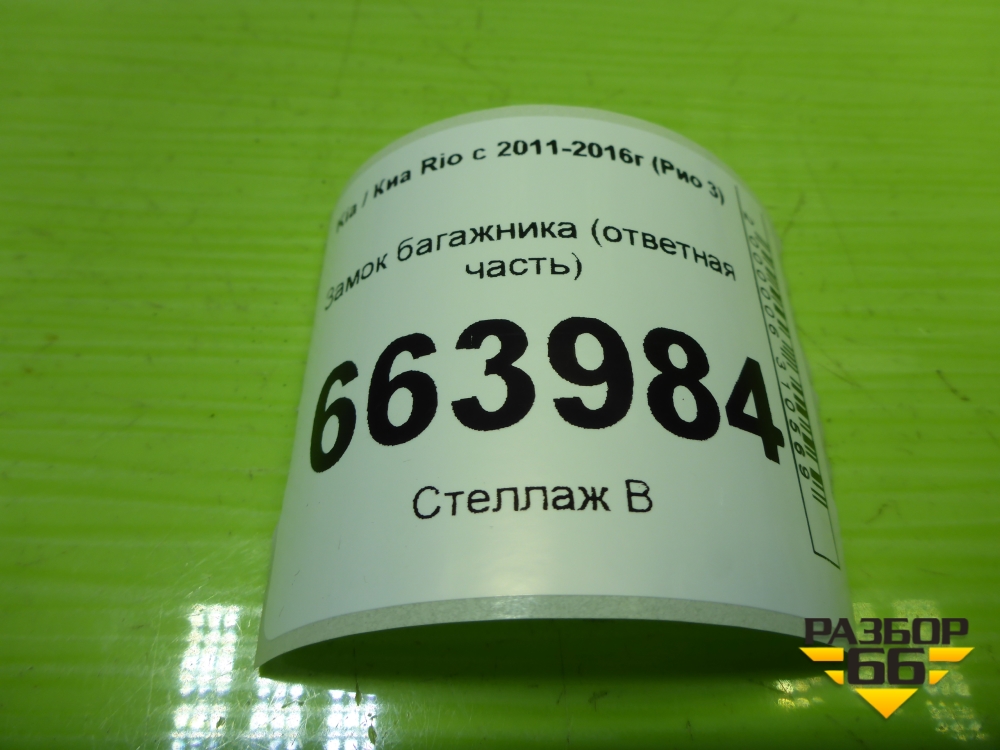 Kia / Киа Rio с 2011-2016г (Рио 3)
Замок багажника (ответная
часть)
663984
Стеллаж В
РАЗБОР
66